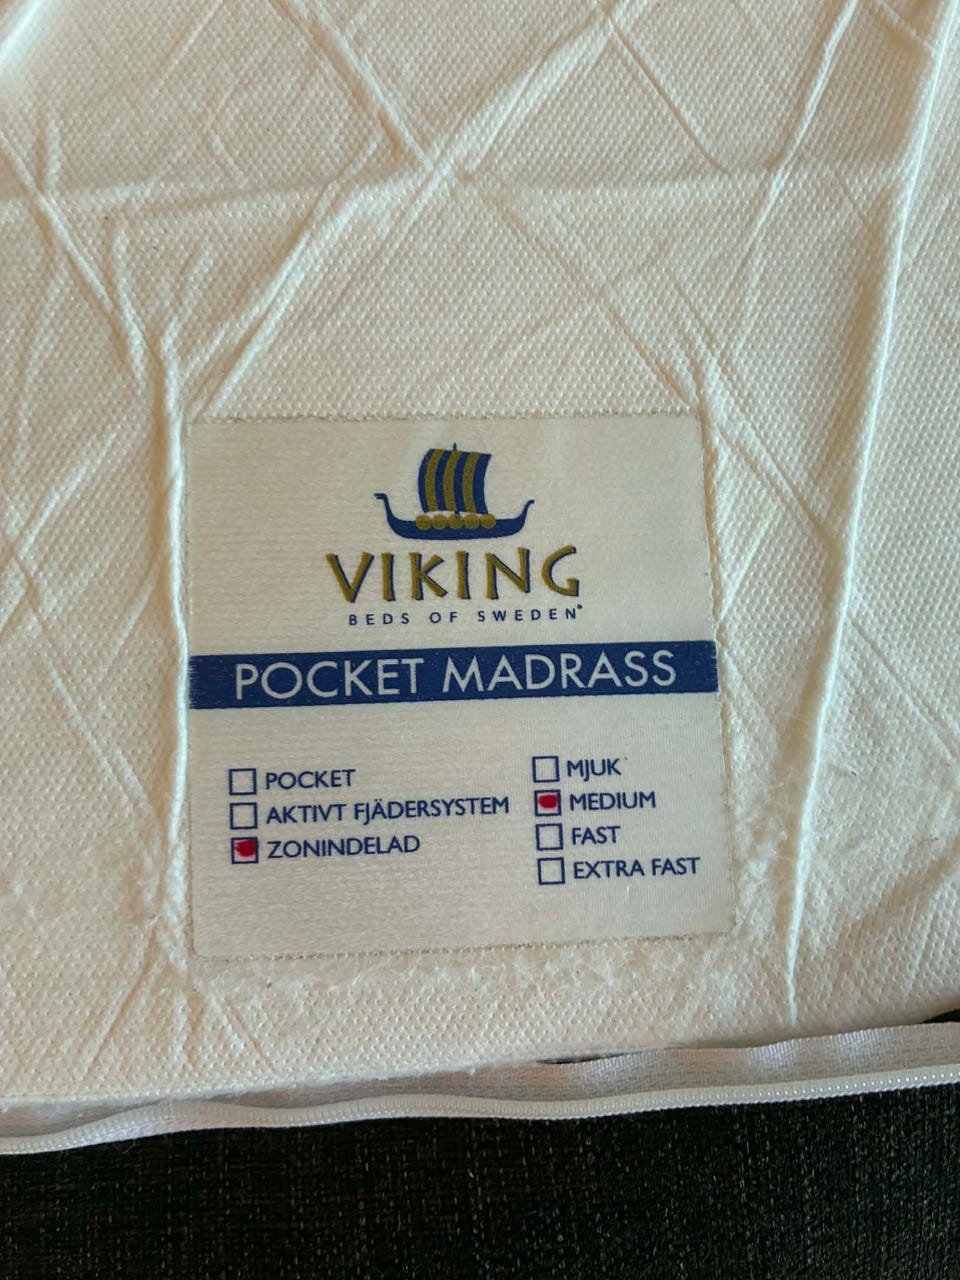 VIKING
BEDS OF SWEDEN®
POCKET MADRASS
POCKET
AKTIVT FJÄDERSYSTEM
ZONINDELAD
MJUK
MEDIUM
FAST
EXTRA FAST